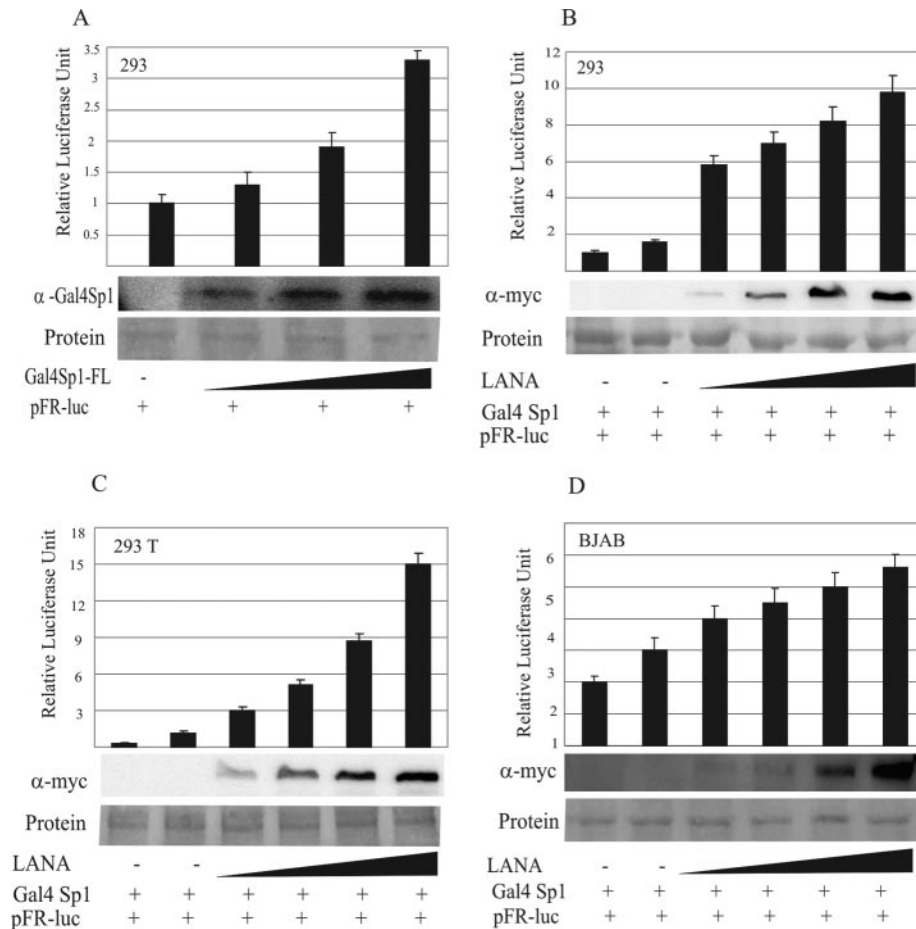 A
Relative Luciferase Unit
3.5
3
2.5
2
1.5
1
0.5
293
α -Gal4Sp1
Protein
Gal4Sp1-FL -
pFR-luc + + + +
B
Relative Luciferase Unit
12
10
8
6
4
2
293
α-myc
Protein
LANA - -
Gal4 Sp1 + + + + + +
pFR-luc + + + + + +
C
Relative Luciferase Unit
18
15
12
9
6
3
293 T
α-myc
Protein
LANA - -
Gal4 Sp1 + + + + + +
pFR-luc + + + + + +
D
Relative Luciferase Unit
6
5
4
3
2
1
BJAB
α-myc
Protein
LANA - -
Gal4 Sp1 + + + + + +
pFR-luc + + + + + +